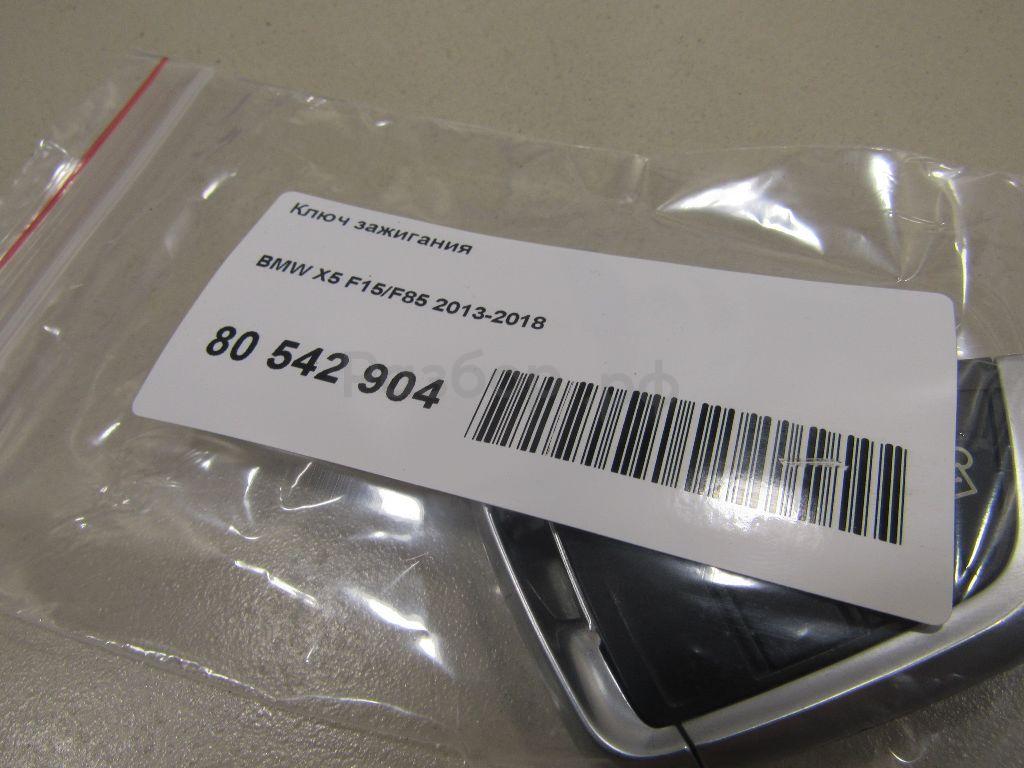 Ключ зажигания
BMW X5 F15/F85 2013-2018
80 542 904